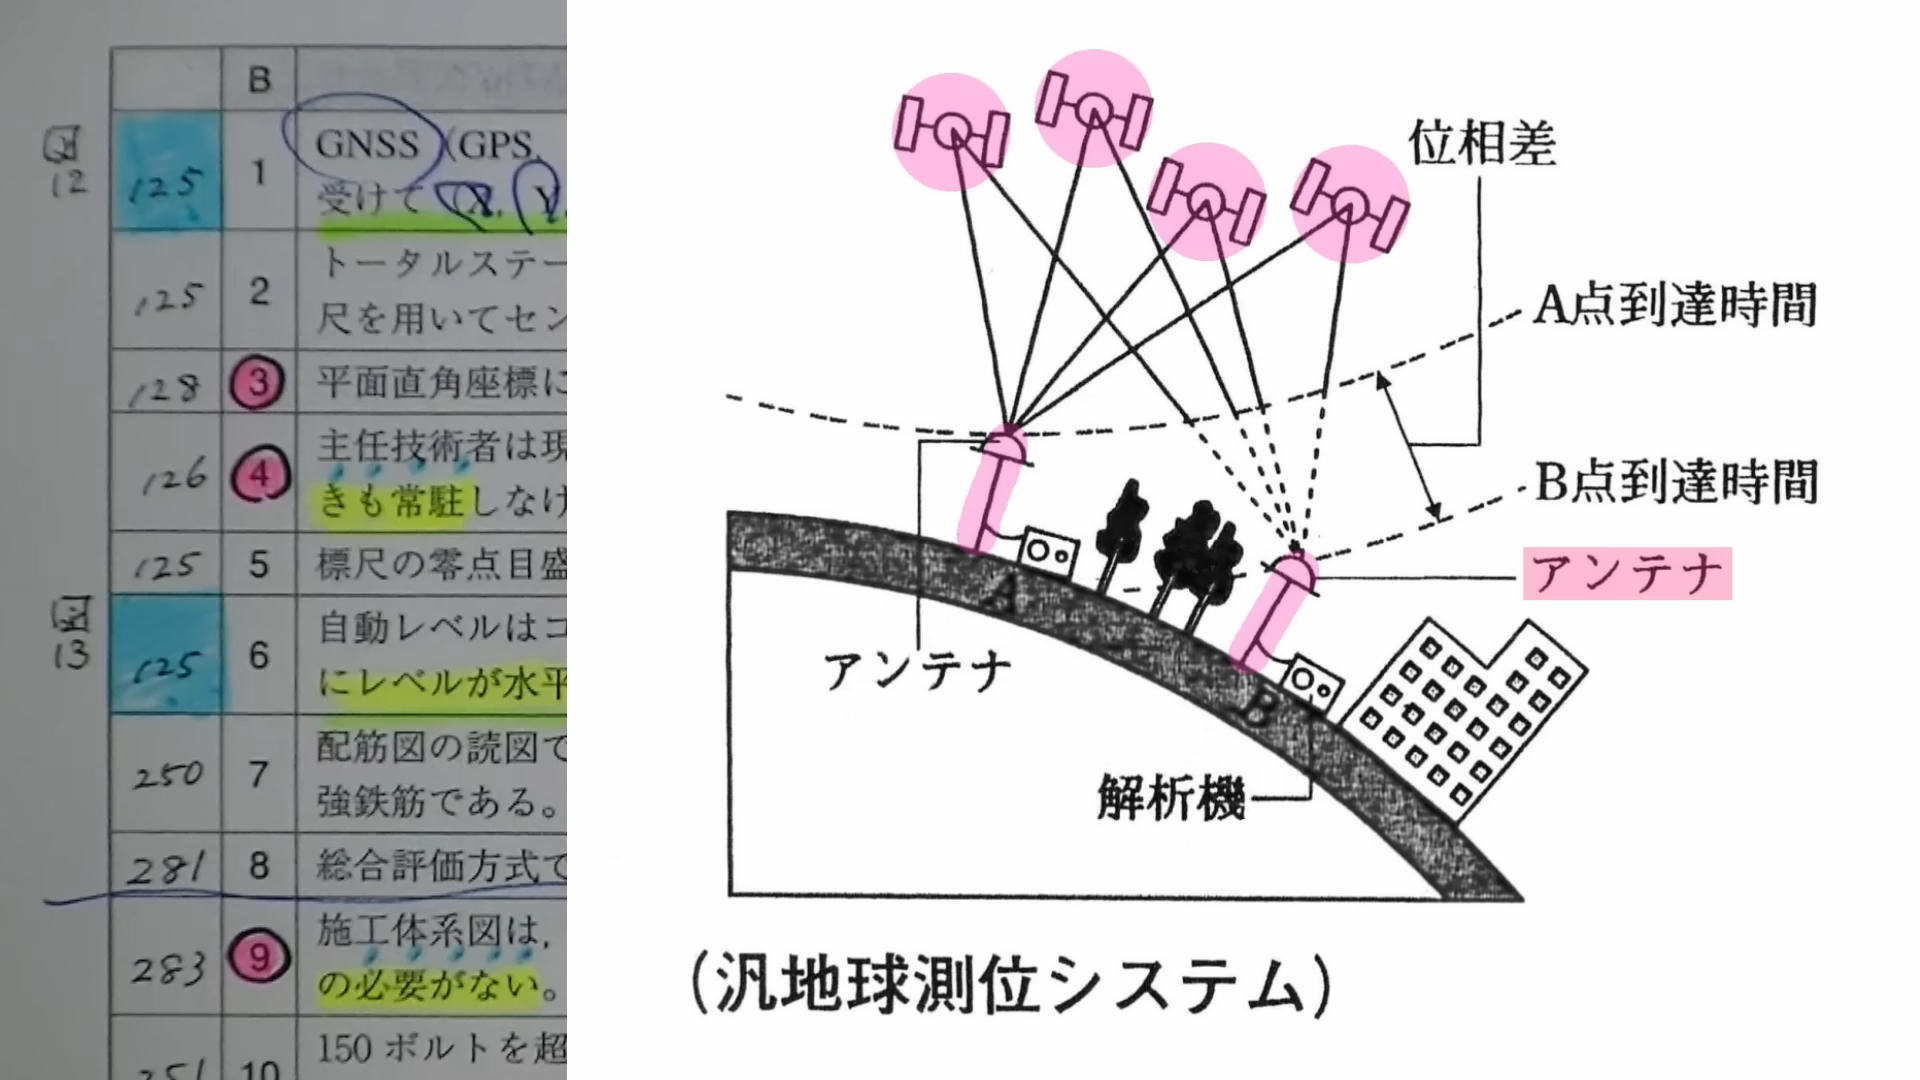 B
図
12
125
1
GNSS (GPS,
受けて (X, Y,
125
2
トータルステー
尺を用いてセン
128
3
平面直角座標に
126
4
主任技術者は現
きも常駐しなけ
125
5
標尺の零点目盛
図
13
125
6
自動レベルはコ
にレベルが水平
250
7
配筋図の読図で
強鉄筋である。
281
8
総合評価方式で
283
9
施工体系図は,
の必要がない。
251
10
150 ボルトを超
位相差
A点到達時間
B点到達時間
アンテナ
A
アンテナ
B
解析機
(汎地球測位システム)